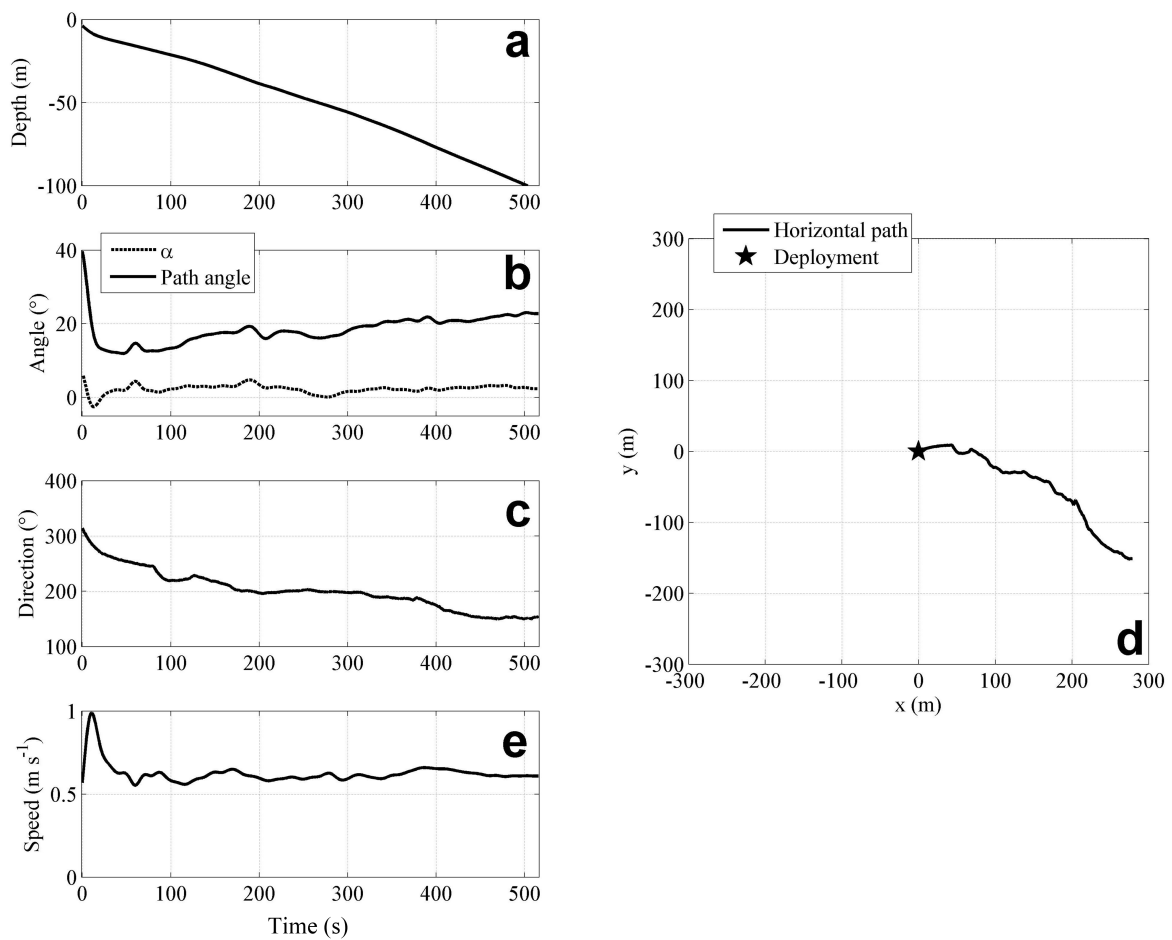 0
-50
-100
Depth (m)
a
0 100 200 300 400 500
α
Path angle
40
20
0
Angle (°)
b
0 100 200 300 400 500
400
300
200
100
Direction (°)
c
0 100 200 300 400 500
1
0.5
0
Speed (m s -1)
e
0 100 200 300 400 500
Time (s)
Horizontal path
Deployment
300
200
100
0
-100
-200
-300
y (m)
d
-300 -200 -100 0 100 200 300
x (m)